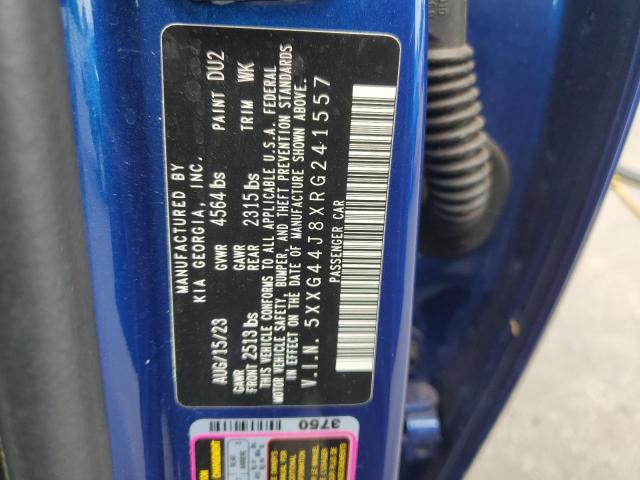 MANUFACTURED BY
KIA GEORGIA, INC.
AUG/15/23 GVWR 4564 lbs PAINT DU2
GAWR FRONT 2513 lbs GAWR REAR 2315 lbs TRIM WK
THIS VEHICLE CONFORMS TO ALL APPLICABLE U.S.A. FEDERAL
MOTOR VEHICLE SAFETY, BUMPER, AND THEFT PREVENTION STANDARDS
IN EFFECT ON THE DATE OF MANUFACTURE SHOWN ABOVE.
V.I.N. 5XXG44J8XRG241557
PASSENGER CAR
3750